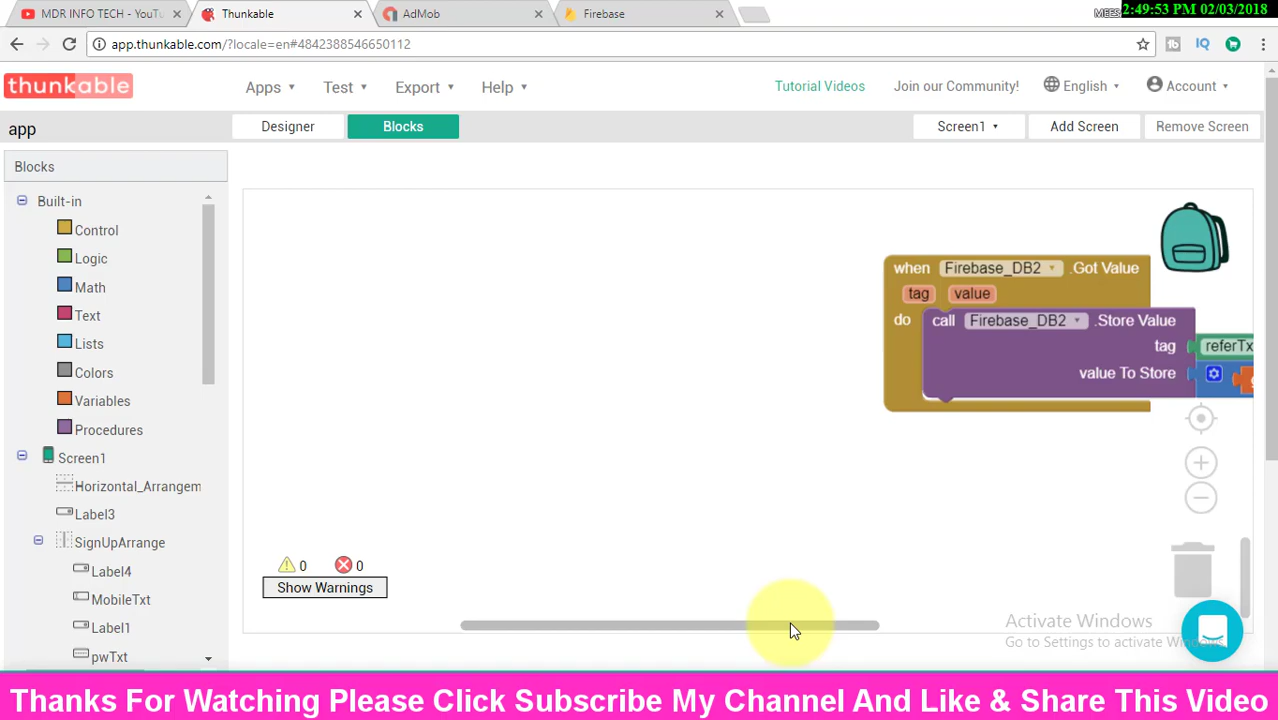 MDR INFO TECH - YouTu
Thunkable
AdMob
Firebase
MEES
2:49:53 PM 02/03/2018
app.thunkable.com/?locale=en#4842388546650112
tb
IQ
thunkable
Apps
Test
Export
Help
Tutorial Videos
Join our Community!
English
Account
app
Designer
Blocks
Screen1
Add Screen
Remove Screen
Blocks
Built-in
Control
Logic
Math
Text
Lists
Colors
Variables
Procedures
Screen1
Horizontal_Arrangem
Label3
SignUpArrange
Label4
MobileTxt
Label1
pwTxt
when Firebase_DB2 .Got Value
tag value
do call Firebase_DB2 .Store Value
tag referTx
value To Store
0 0
Show Warnings
Activate Windows
Go to Settings to activate Windows.
Thanks For Watching Please Click Subscribe My Channel And Like & Share This Video